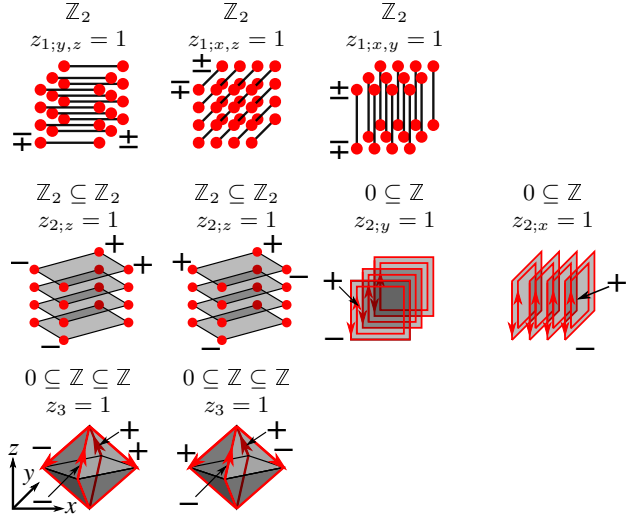 ℤ₂ ℤ₂ ℤ₂
z₁;y,z = 1 z₁;x,z = 1 z₁;x,y = 1
±
∓ ±
∓ ± ∓
ℤ₂ ⊆ ℤ₂ ℤ₂ ⊆ ℤ₂ 0 ⊆ ℤ 0 ⊆ ℤ
z₂;z = 1 z₂;z = 1 z₂;y = 1 z₂;x = 1
+ +
− + + − + +
− − − −
0 ⊆ ℤ ⊆ ℤ 0 ⊆ ℤ ⊆ ℤ
z₃ = 1 z₃ = 1
+ +
z − + + −
y
− −
x